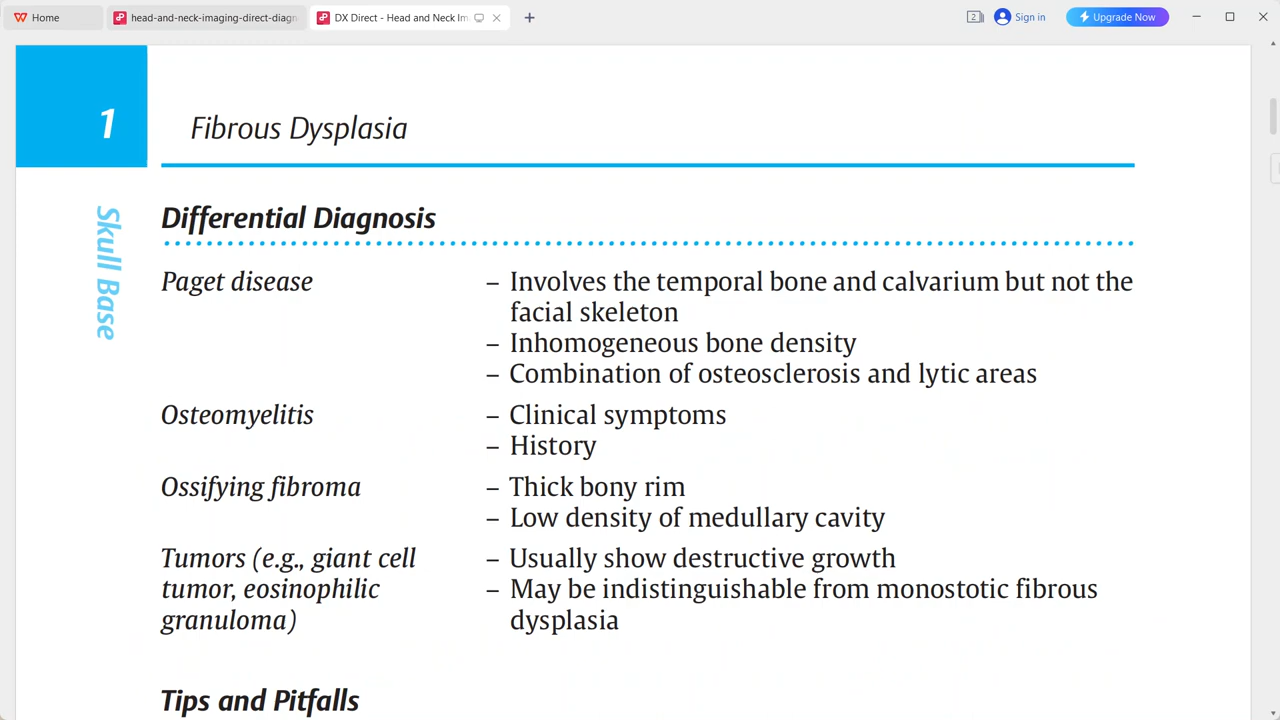 Home
head-and-neck-imaging-direct-diagn
DX Direct - Head and Neck Im
2
Sign in
Upgrade Now
1
Fibrous Dysplasia
Skull Base
Differential Diagnosis
Paget disease – Involves the temporal bone and calvarium but not the
facial skeleton
– Inhomogeneous bone density
– Combination of osteosclerosis and lytic areas
Osteomyelitis – Clinical symptoms
– History
Ossifying fibroma – Thick bony rim
– Low density of medullary cavity
Tumors (e.g., giant cell – Usually show destructive growth
tumor, eosinophilic – May be indistinguishable from monostotic fibrous
granuloma) dysplasia
Tips and Pitfalls